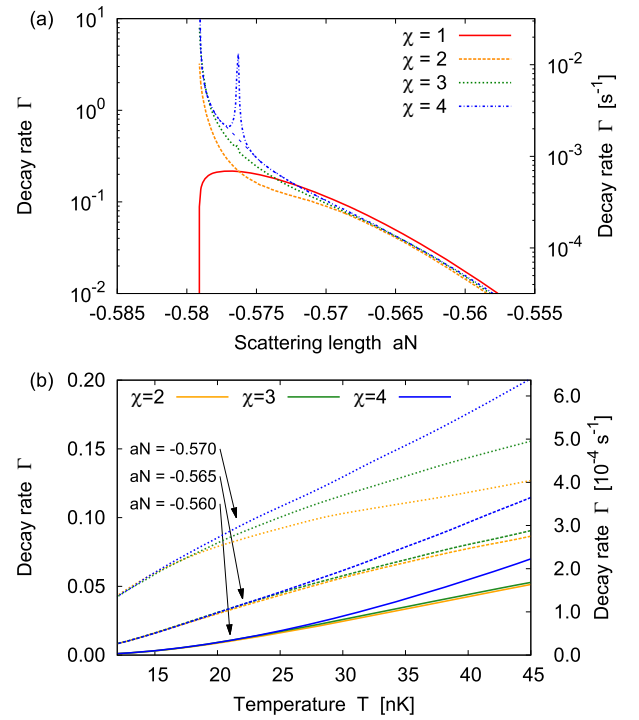 (a)
10¹
10⁰
10⁻¹
10⁻²
Decay rate Γ
χ = 1
χ = 2
χ = 3
χ = 4
10⁻²
10⁻³
10⁻⁴
Decay rate Γ [s⁻¹]
-0.585 -0.58 -0.575 -0.57 -0.565 -0.56 -0.555
Scattering length aN
(b)
0.20
0.15
0.10
0.05
0.00
Decay rate Γ
χ=2 χ=3 χ=4
aN = -0.570
aN = -0.565
aN = -0.560
6.0
5.0
4.0
3.0
2.0
1.0
0.0
Decay rate Γ [10⁻⁴ s⁻¹]
15 20 25 30 35 40 45
Temperature T [nK]